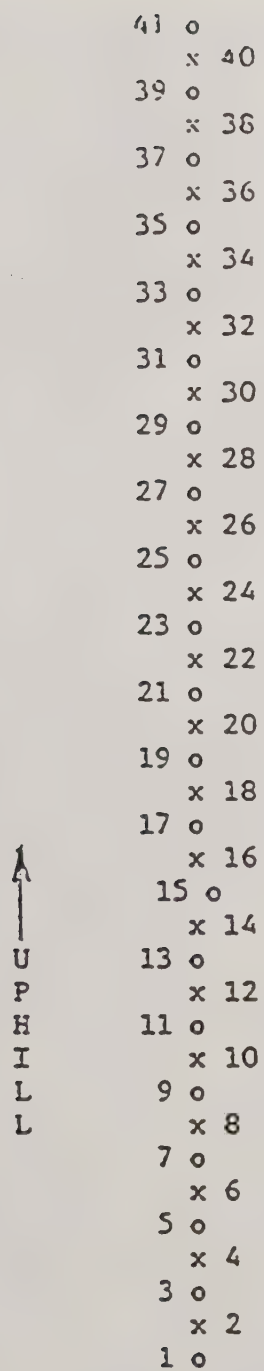 41 o
x 40
39 o
x 38
37 o
x 36
35 o
x 34
33 o
x 32
31 o
x 30
29 o
x 28
27 o
x 26
25 o
x 24
23 o
x 22
21 o
x 20
19 o
x 18
17 o
x 16
15 o
x 14
13 o
x 12
11 o
x 10
9 o
x 8
7 o
x 6
5 o
x 4
3 o
x 2
1 o
U
P
H
I
L
L